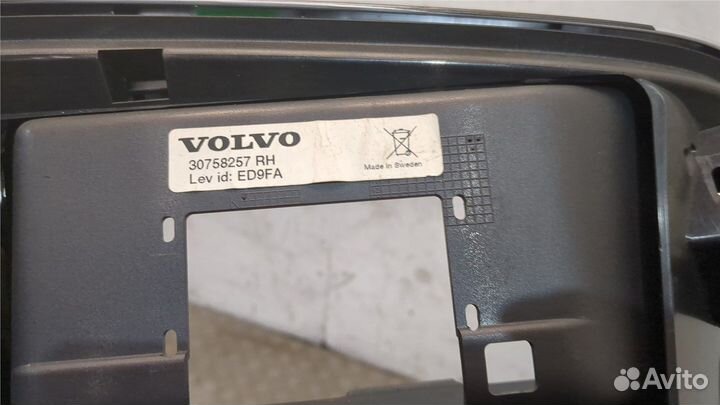 VOLVO
30758257 RH
Lev id: ED9FA
Made in Sweden
Avito